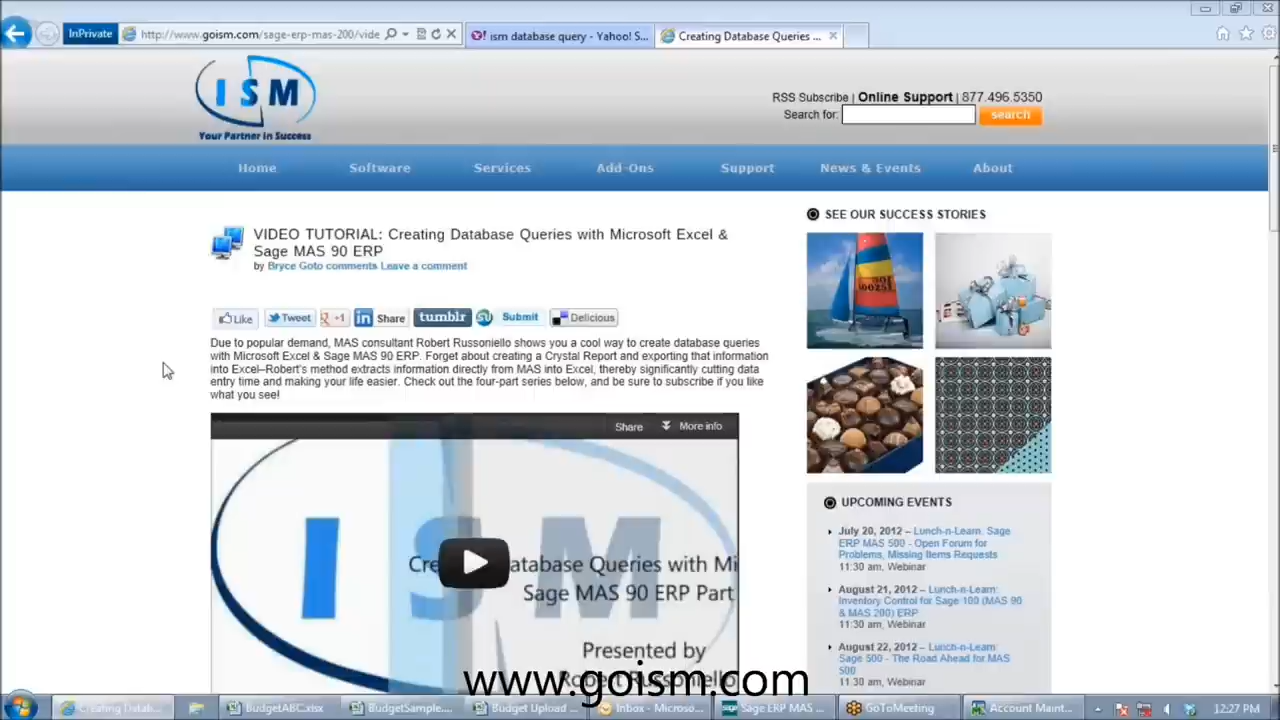 InPrivate
http://www.goism.com/sage-erp-mas-200/vide
ism database query - Yahoo! S...
Creating Database Queries ...
ISM
Your Partner in Success
RSS Subscribe | Online Support | 877.496.5350
Search for:
search
Home
Software
Services
Add-Ons
Support
News & Events
About
VIDEO TUTORIAL: Creating Database Queries with Microsoft Excel &
Sage MAS 90 ERP
by Bryce Goto comments Leave a comment
Like
Tweet
+1
in Share
tumblr
Submit
Delicious
Due to popular demand, MAS consultant Robert Russoniello shows you a cool way to create database queries
with Microsoft Excel & Sage MAS 90 ERP. Forget about creating a Crystal Report and exporting that information
into Excel–Robert's method extracts information directly from MAS into Excel, thereby significantly cutting data
entry time and making your life easier. Check out the four-part series below, and be sure to subscribe if you like
what you see!
Share
More info
ISM
Database Queries with Mi
Sage MAS 90 ERP Part
Presented by
Robert Russoniello
SEE OUR SUCCESS STORIES
UPCOMING EVENTS
July 20, 2012 – Lunch-n-Learn: Sage
ERP MAS 500 - Open Forum for
Problems, Missing Items Requests
11:30 am, Webinar
August 21, 2012 – Lunch-n-Learn:
Inventory Control for Sage 100 (MAS 90
& MAS 200) ERP
11:30 am, Webinar
August 22, 2012 – Lunch-n-Learn:
Sage 500 - The Road Ahead for MAS
500
11:30 am, Webinar
www.goism.com
Creating Datab...
BudgetABC.xlsx
BudgetSample....
Budget Upload ...
Inbox - Microso...
Sage ERP MAS ...
GoToMeeting
Account Maint...
12:27 PM